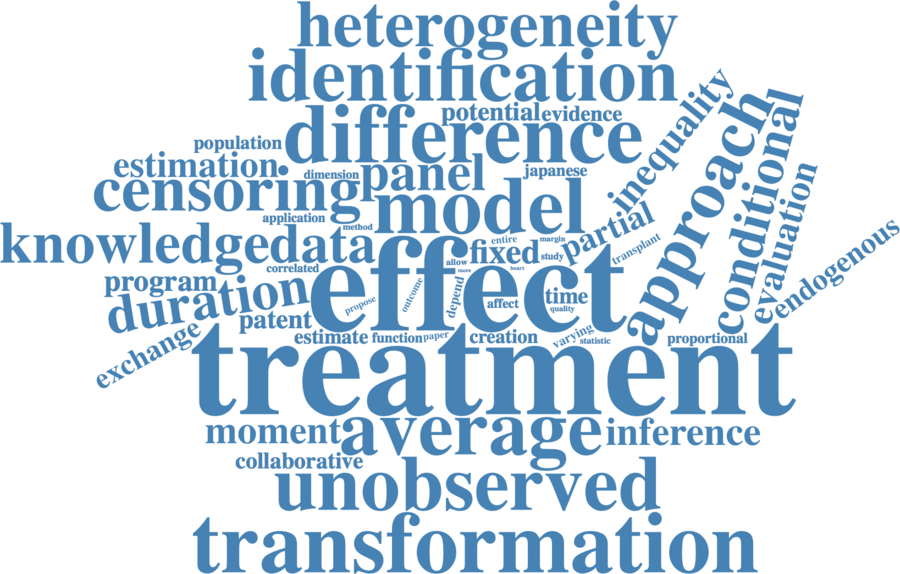 heterogeneity
identification
potential evidence
difference
population
inequality
approach
conditional
estimation
dimension
panel
japanese
censoring
model
evaluation
application
method
partial
knowledge data
entire
margin
fixed
study
transplant
endogenous
correlated
allow
more
heart
effect
program
duration
propose
outcome
depend
affect
time
quality
patent
exchange
estimate function paper creation
varying
statistic
proportional
treatment
moment average inference
collaborative
unobserved
transformation